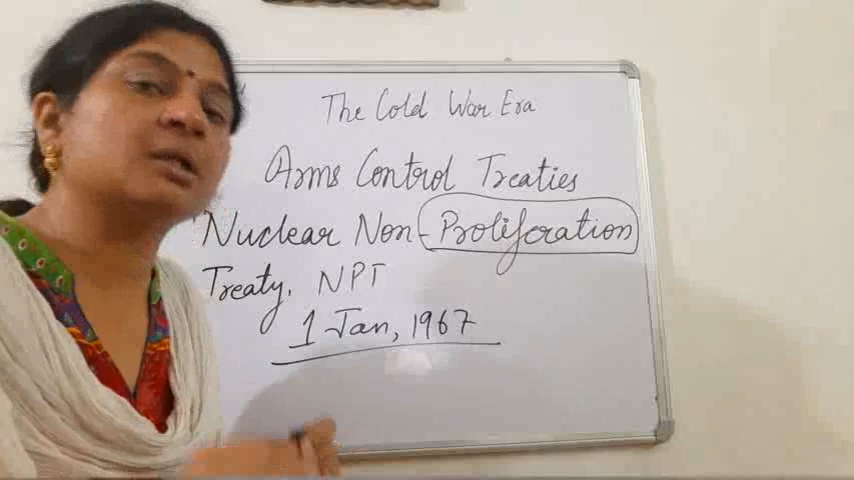 The Cold War Era
Arms Control Treaties
Nuclear Non-Proliferation
Treaty. NPT
1 Jan, 1967